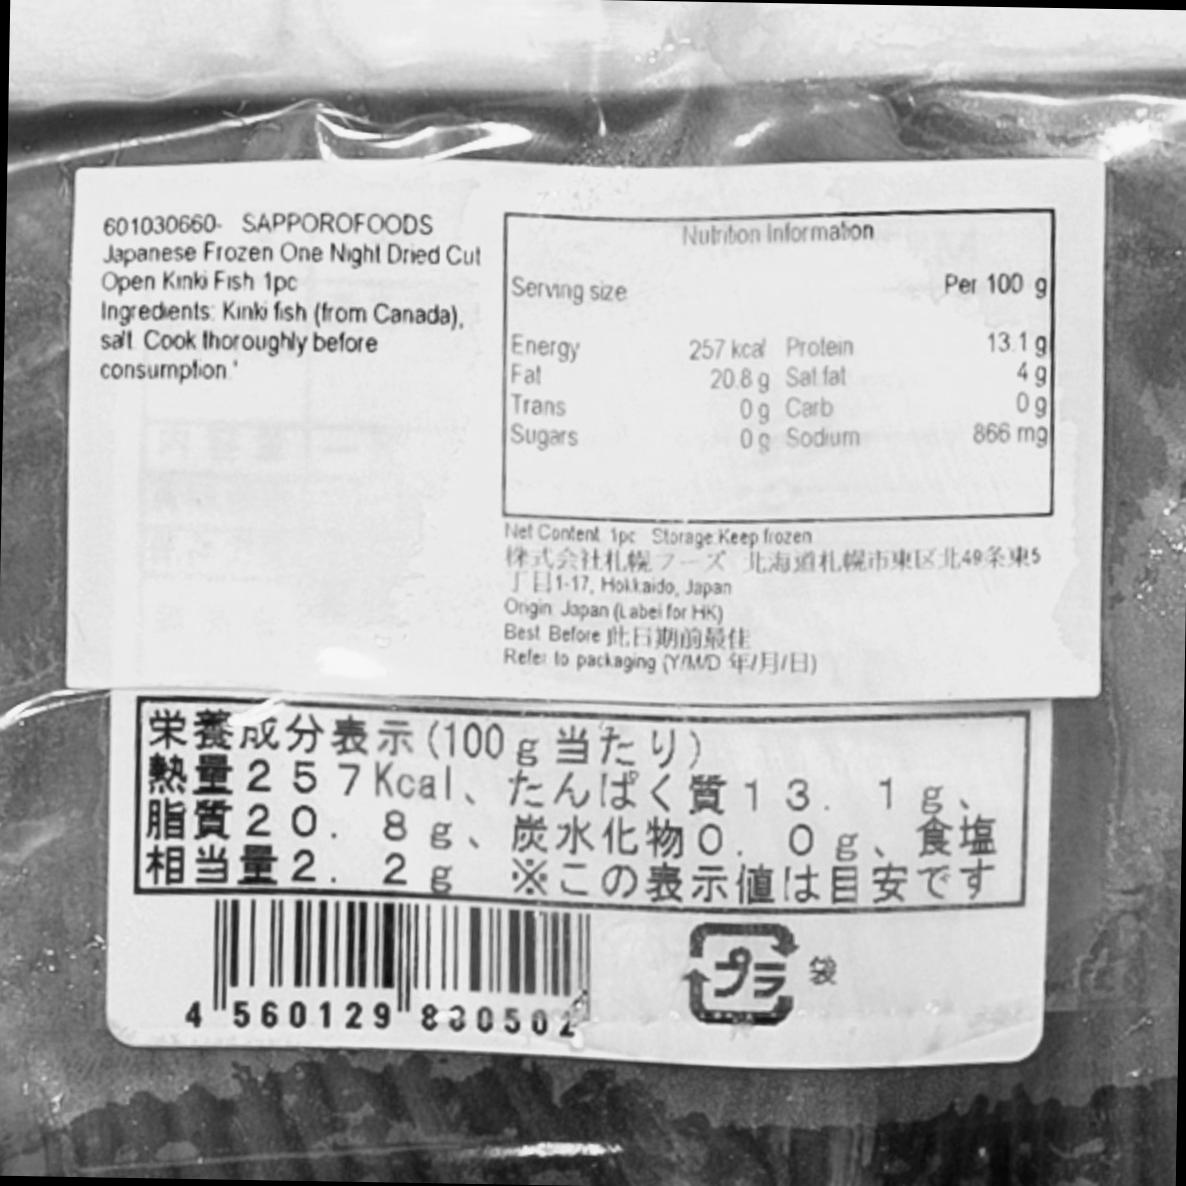 601030660- SAPPOROFOODS
Japanese Frozen One Night Dried Cut
Open Kinki Fish 1pc
Ingredients: Kinki fish (from Canada),
salt. Cook thoroughly before
consumption.'
Nutrition Information
Serving size Per 100 g
Energy 257 kcal Protein 13.1 g
Fat 20.8 g Sat fat 4 g
Trans 0 g Carb 0 g
Sugars 0 g Sodium 866 mg
Net Content 1pc Storage:Keep frozen
株式会社札幌フーズ 北海道札幌市東区北49条東5
丁目1-17, Hokkaido, Japan
Origin Japan (Label for HK)
Best Before 此日期前最佳
Refer to packaging (Y/M/D 年/月/日)
栄養成分表示(100g当たり)
熱量257Kcal、たんぱく質13.1g、
脂質20.8g、炭水化物0.0g、食塩
相当量2.2g ※この表示値は目安です
4 560129 830502
プラ 袋